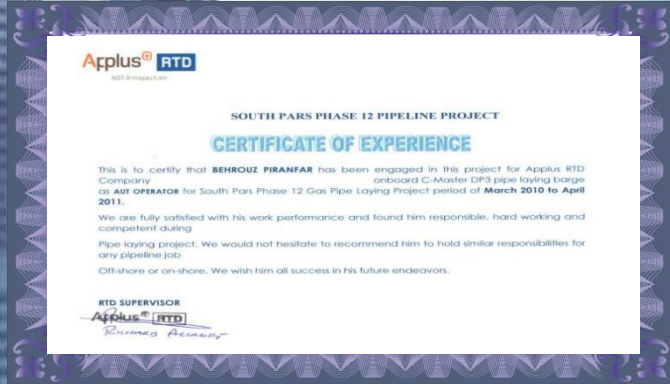 Applus⊕ RTD
NDT & Inspection
SOUTH PARS PHASE 12 PIPELINE PROJECT
CERTIFICATE OF EXPERIENCE
This is to certify that BEHROUZ PIRANFAR has been engaged in this project for Applus RTD
Company onboard C-Master DP3 pipe laying barge
as AUT OPERATOR for South Pars Phase 12 Gas Pipe Laying Project period of March 2010 to April
2011.
We are fully satisfied with his work performance and found him responsible, hard working and
competent during
Pipe laying project. We would not hesitate to recommend him to hold similar responsibilities for
any pipeline job
Off-shore or on-shore. We wish him all success in his future endeavors.
RTD SUPERVISOR
Applus⊕ RTD
RICHARD